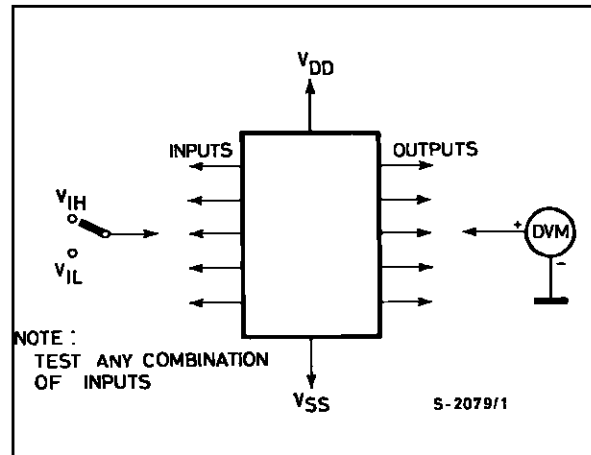 VDD
INPUTS
OUTPUTS
VIH
VIL
+
DVM
-
NOTE :
TEST ANY COMBINATION
OF INPUTS
VSS
S-2079/1